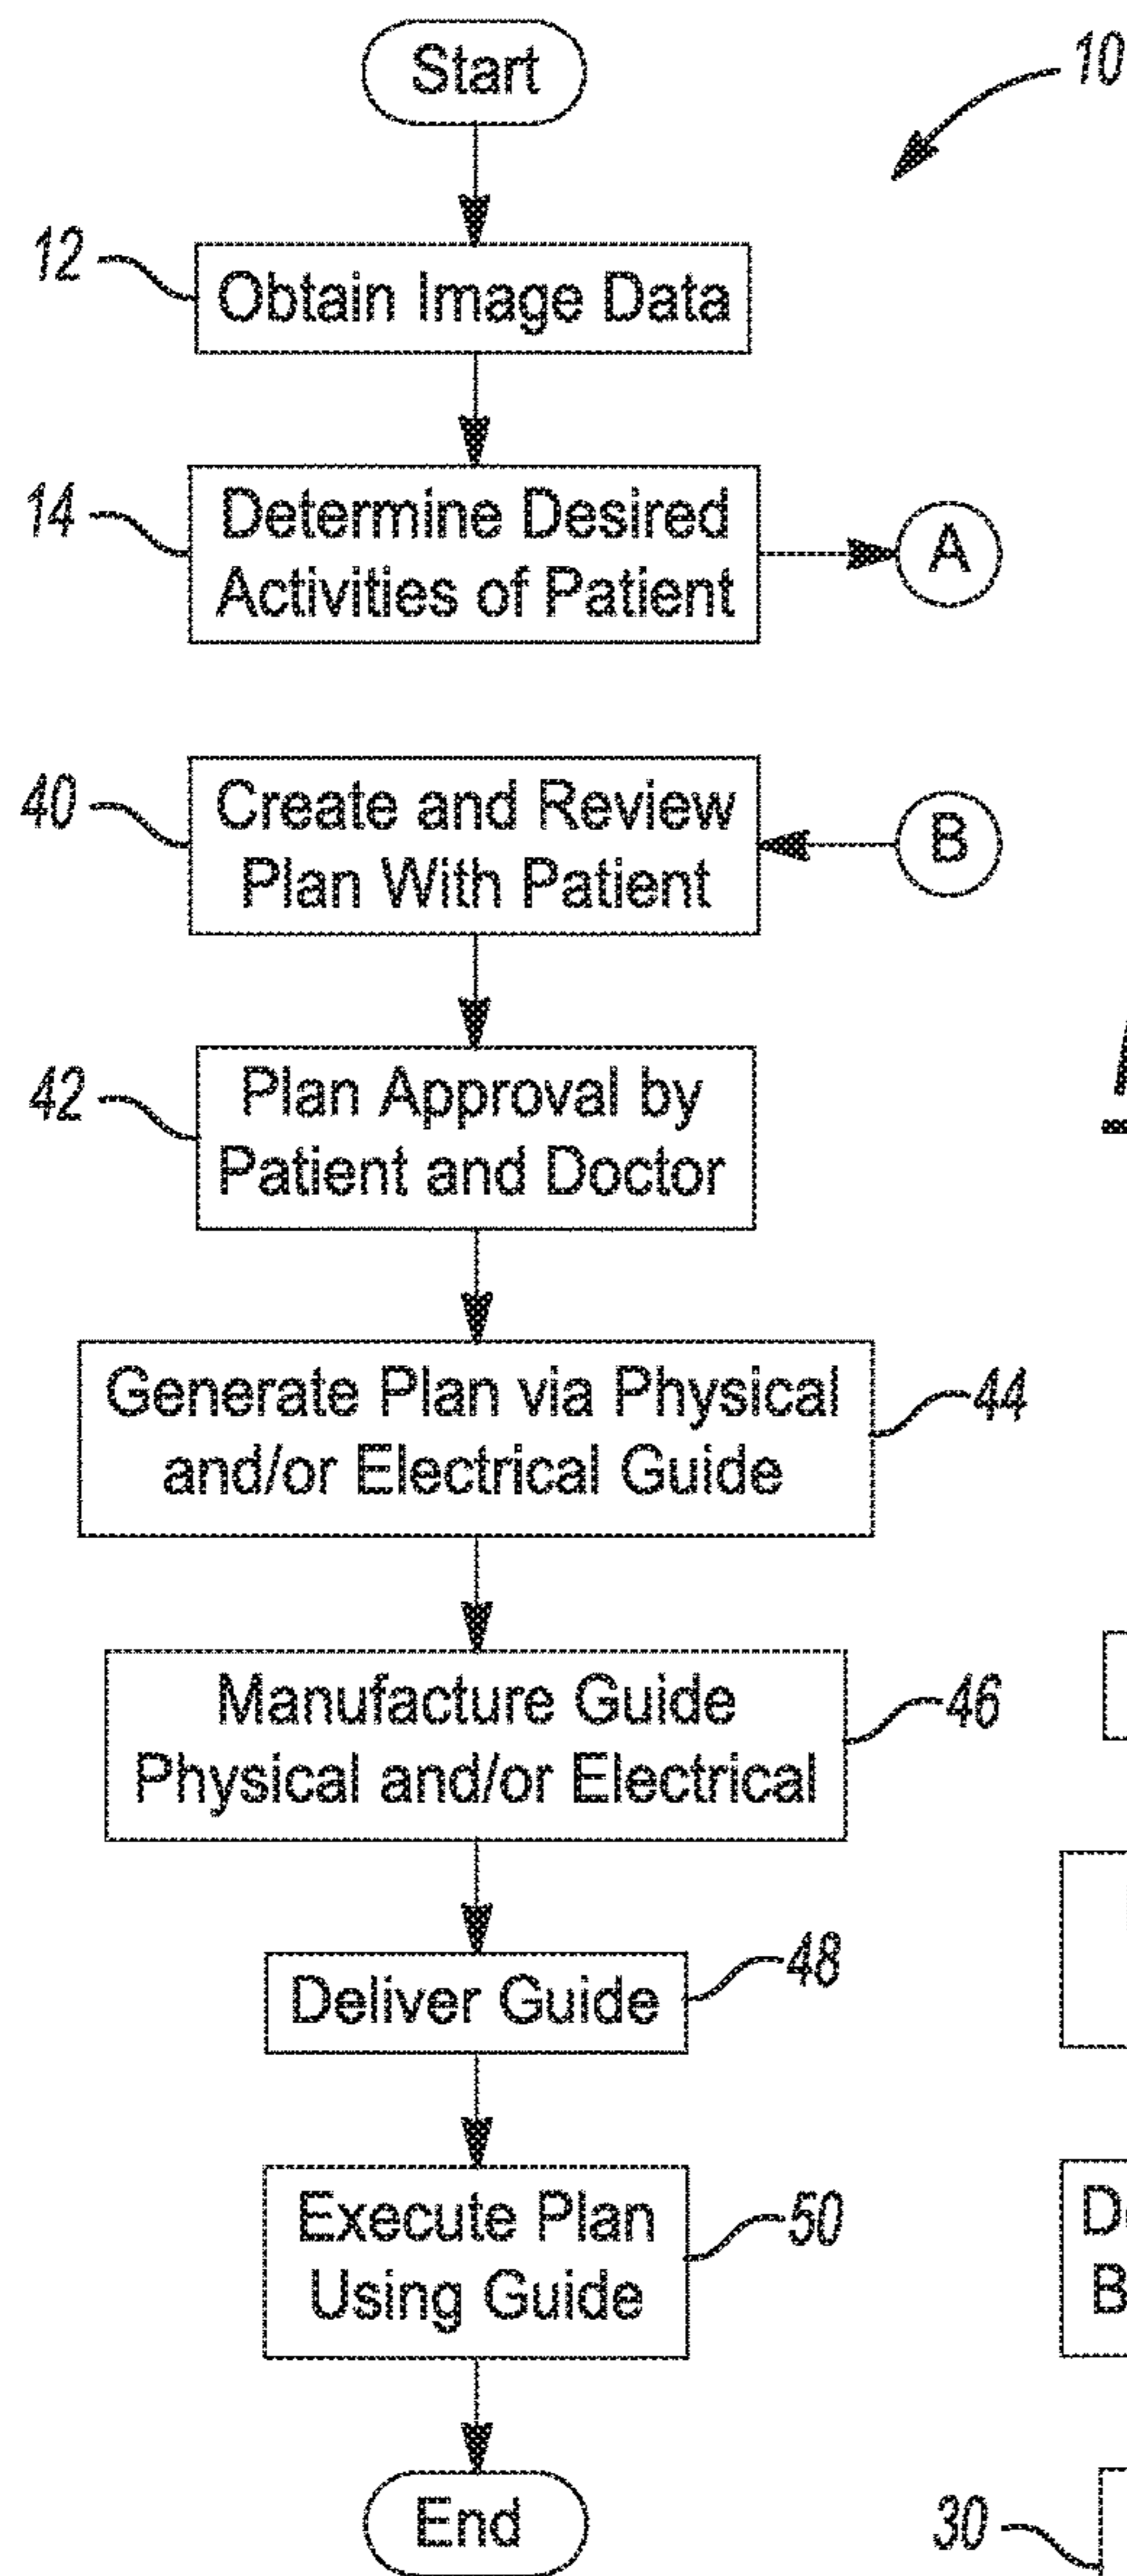 Start
10
12
Obtain Image Data
14
Determine Desired
Activities of Patient
A
40
Create and Review
Plan With Patient
B
42
Plan Approval by
Patient and Doctor
Generate Plan via Physical
and/or Electrical Guide
44
Manufacture Guide
Physical and/or Electrical
46
Deliver Guide
48
Execute Plan
Using Guide
50
End
30